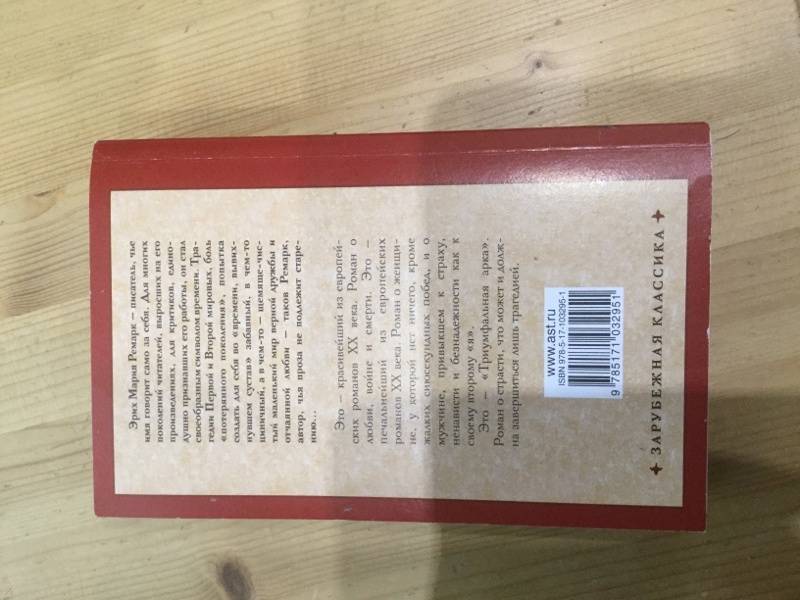 Эрих Мария Ремарк – писатель, чье
имя говорит само за себя. Для многих
поколений читателей, выросших на его
произведениях, для критиков, едино-
душно признавших его работы, он стал
своеобразным символом времени. Тра-
гедии Первой и Второй мировых, боль
«потерянного поколения», попытка
создать для себя во «времени, вывих-
нувшем сустав» забавный, в чем-то
циничный, а в чем-то – щемяще-чис-
тый маленький мир верной дружбы и
отчаянной любви – таков Ремарк,
автор, чья проза не подлежит старе-
нию...
Это – красивейший из европей-
ских романов XX века. Роман о
любви, войне и смерти. Это –
печальнейший из европейских
романов XX века. Роман о женщи-
не, у которой нет ничего, кроме
жалких сиюсекундных побед, и о
мужчине, привыкшем к страху,
ненависти и безнадежности как к
своему второму «я».
Это – «Триумфальная арка».
Роман о страсти, что может и долж-
на завершиться лишь трагедией.
www.ast.ru
ISBN 978-5-17-103295-1
9 785171 032951
ЗАРУБЕЖНАЯ КЛАССИКА